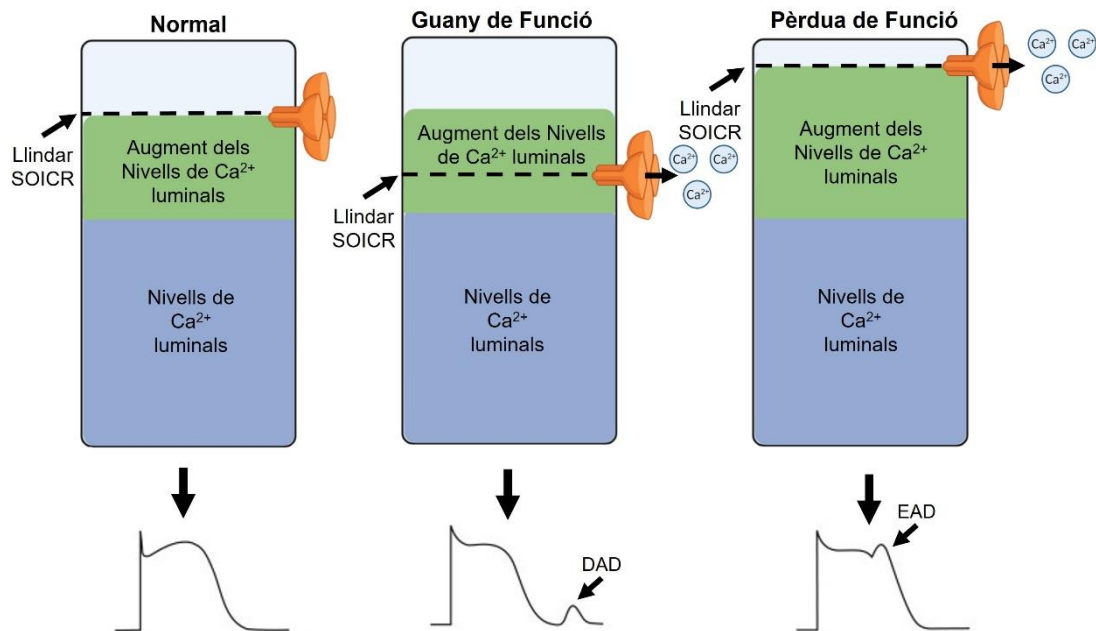 Normal
Guany de Funció
Pèrdua de Funció
Llindar
SOICR
Augment dels
Nivells de Ca²⁺
luminals
Nivells de
Ca²⁺
luminals
Augment dels Nivells
de Ca²⁺ luminals
Ca²⁺
Ca²⁺
Ca²⁺
Llindar
SOICR
Nivells de
Ca²⁺
luminals
Ca²⁺
Ca²⁺
Ca²⁺
Llindar
SOICR
Augment dels
Nivells de Ca²⁺
luminals
Nivells de
Ca²⁺
luminals
DAD
EAD